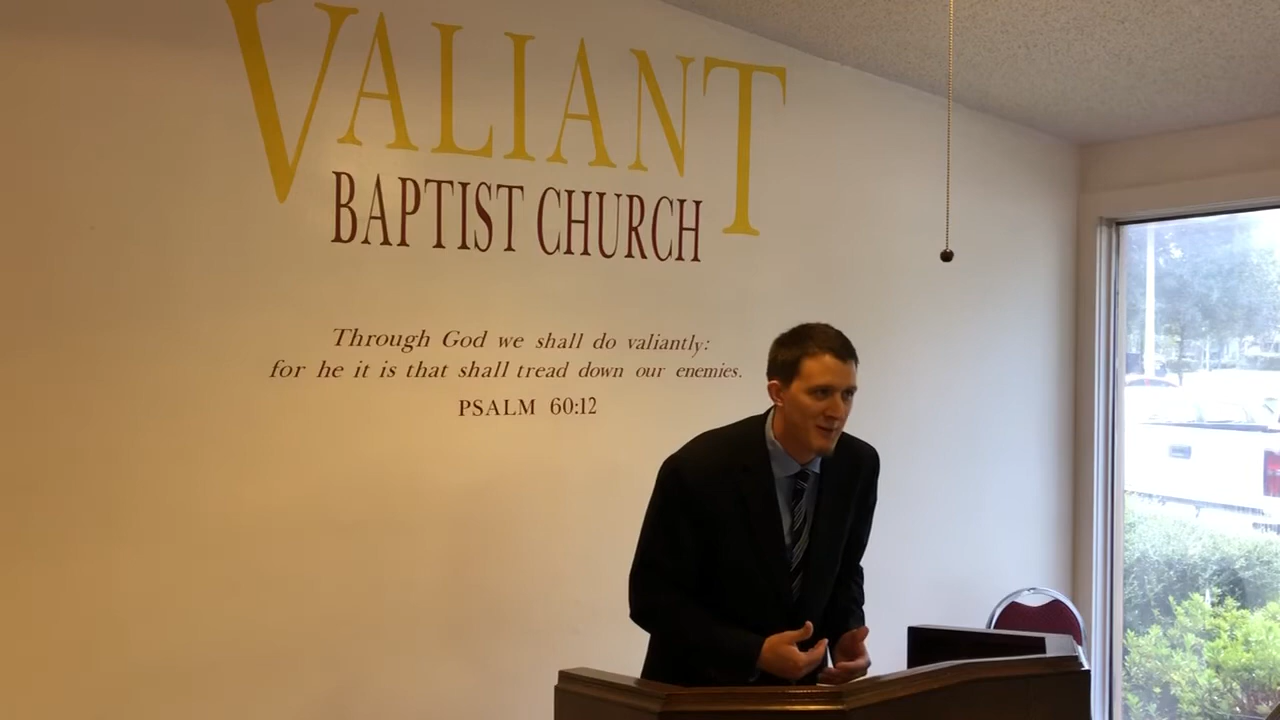 VALIANT
BAPTIST CHURCH
Through God we shall do valiantly:
for he it is that shall tread down our enemies.
PSALM 60:12